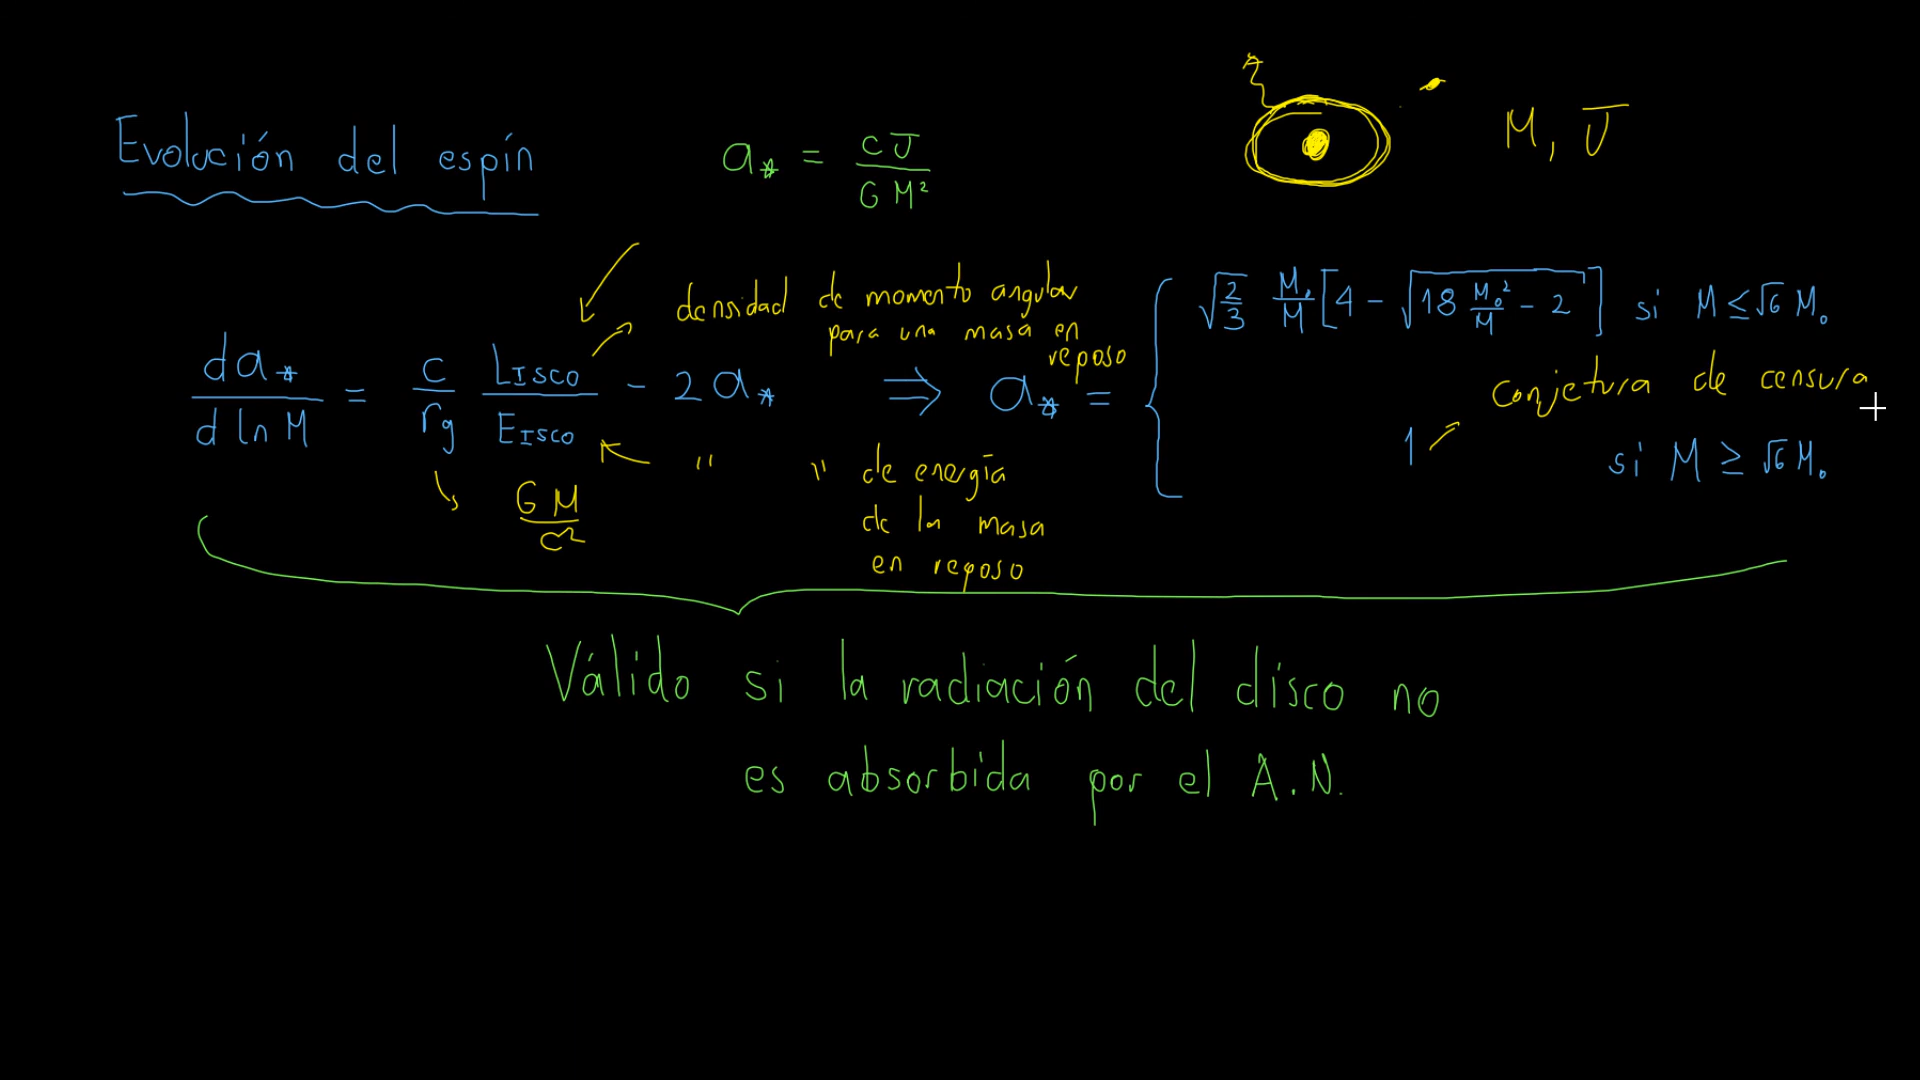 Evolución del espín
a* = cJ / GM²
M, J
densidad de momento angular
para una masa en
reposo
da* / d ln M = c / rg LISCO / EISCO - 2a* ⇒ a* = { √(2/3) M₀/M [4 - √(18 M₀²/M - 2)] si M ≤ √6 M₀
Conjetura de censura
1 si M ≥ √6 M₀
GM / c²
" " de energía
de la masa
en reposo
Válido si la radiación del disco no
es absorbida por el A.N.